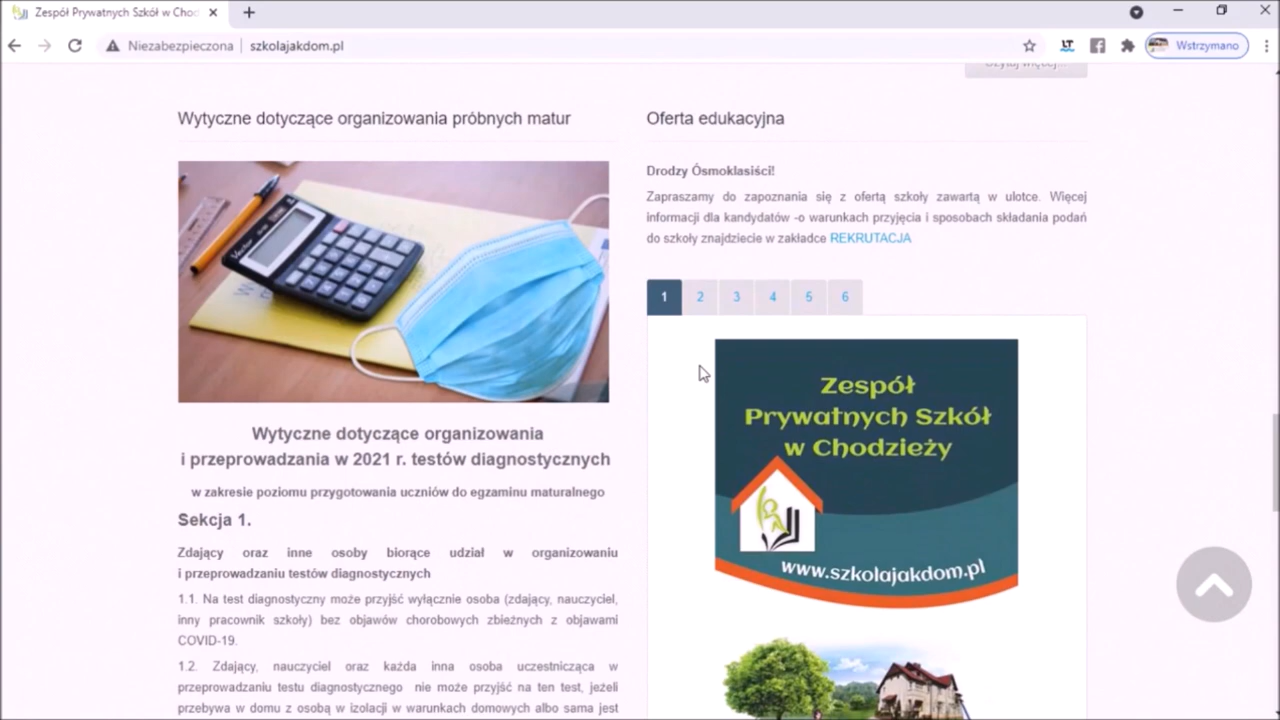 Zespół Prywatnych Szkół w Chod
Niezabezpieczona
szkolajakdom.pl
LT
Wstrzymano
Czytaj więcej...
Wytyczne dotyczące organizowania próbnych matur
Wytyczne dotyczące organizowania
i przeprowadzania w 2021 r. testów diagnostycznych
w zakresie poziomu przygotowania uczniów do egzaminu maturalnego
Sekcja 1.
Zdający oraz inne osoby biorące udział w organizowaniu
i przeprowadzaniu testów diagnostycznych
1.1. Na test diagnostyczny może przyjść wyłącznie osoba (zdający, nauczyciel,
inny pracownik szkoły) bez objawów chorobowych zbieżnych z objawami
COVID-19.
1.2. Zdający, nauczyciel oraz każda inna osoba uczestnicząca w
przeprowadzaniu testu diagnostycznego nie może przyjść na ten test, jeżeli
przebywa w domu z osobą w izolacji w warunkach domowych albo sama jest
Oferta edukacyjna
Drodzy Ósmoklasiści!
Zapraszamy do zapoznania się z ofertą szkoły zawartą w ulotce. Więcej
informacji dla kandydatów -o warunkach przyjęcia i sposobach składania podań
do szkoły znajdziecie w zakładce REKRUTACJA
1 2 3 4 5 6
Zespół
Prywatnych Szkół
w Chodzieży
www.szkolajakdom.pl